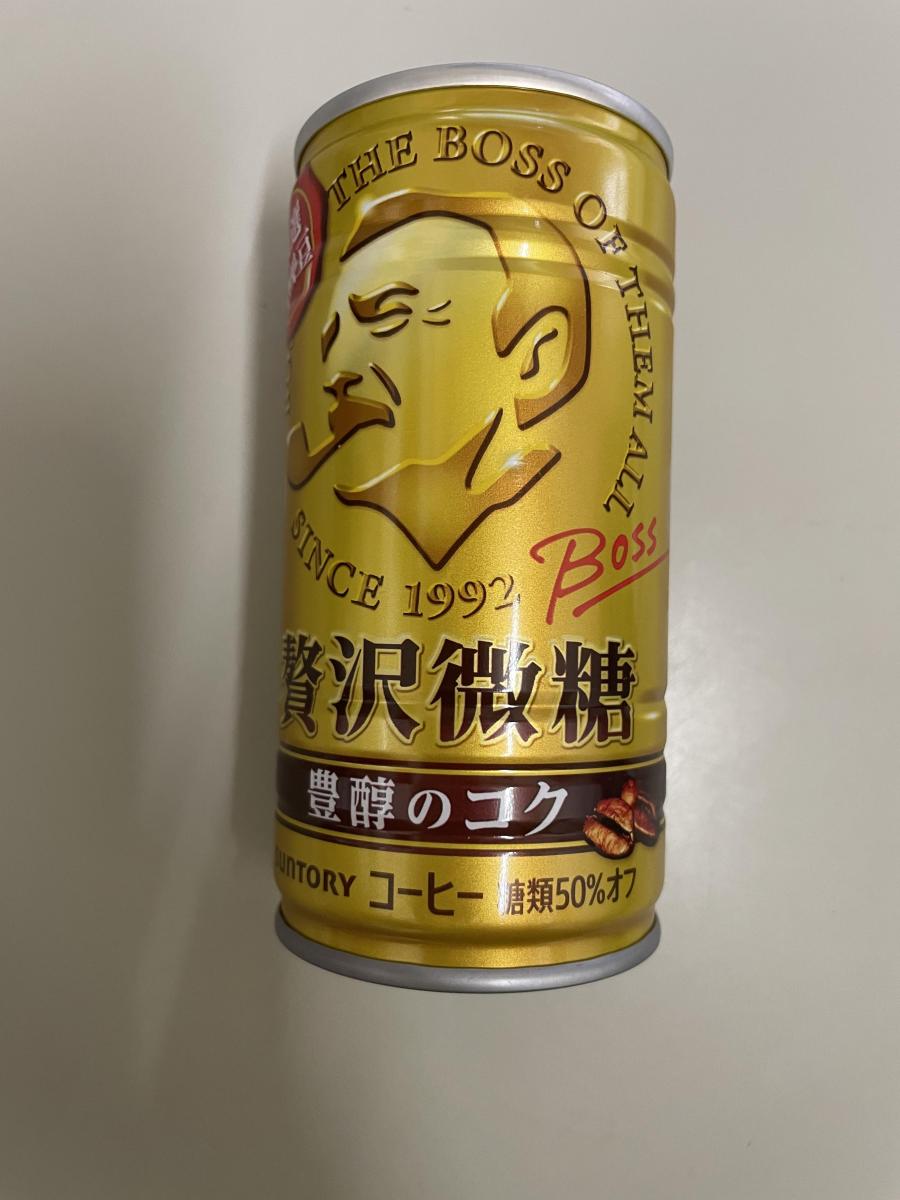 THE BOSS OF THEM ALL
SINCE 1992
BOSS
贅沢微糖
豊醇のコク
SUNTORY コーヒー 糖類50%オフ